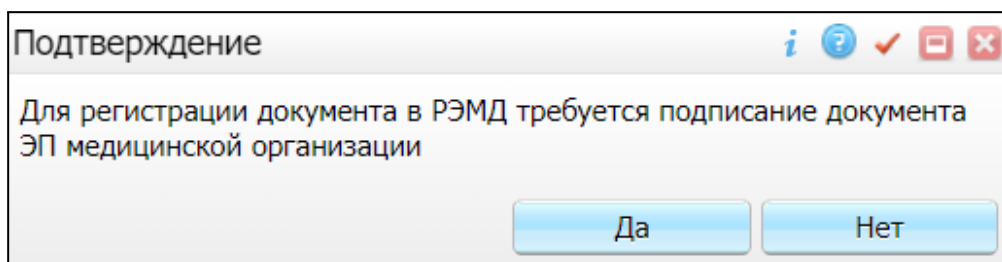 Подтверждение
Для регистрации документа в РЭМД требуется подписание документа
ЭП медицинской организации
Да
Нет